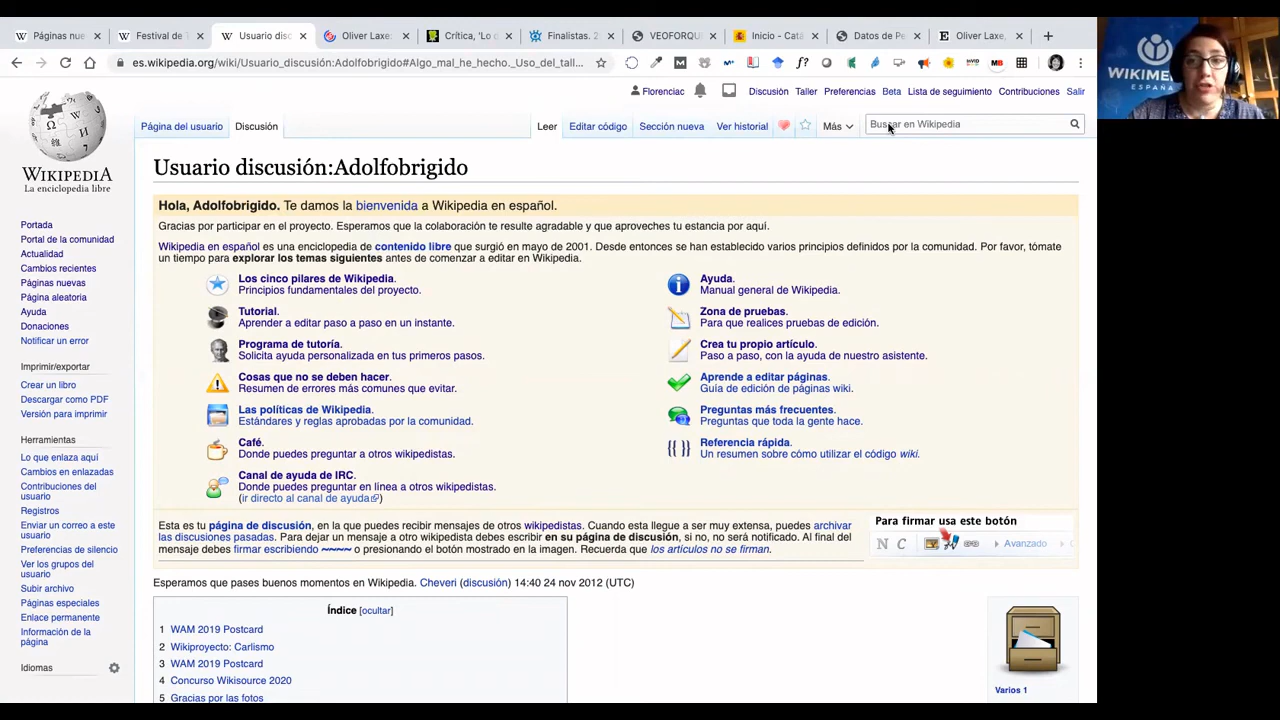 Páginas nue
Festival de
Usuario disc
Oliver Laxe,
Crítica, 'Lo
Finalistas. 2
VEOFORQU
Inicio - Catá
Datos de Pe
Oliver Laxe,
es.wikipedia.org/wiki/Usuario_discusión:Adolfobrigido#Algo_mal_he_hecho._Uso_del_tall...
WIKIME
ESPAÑA
Florenciac
Discusión
Taller
Preferencias
Beta
Lista de seguimiento
Contribuciones
Salir
Página del usuario
Discusión
Leer
Editar código
Sección nueva
Ver historial
Más
Buscar en Wikipedia
WIKIPEDIA
La enciclopedia libre
Portada
Portal de la comunidad
Actualidad
Cambios recientes
Páginas nuevas
Página aleatoria
Ayuda
Donaciones
Notificar un error
Imprimir/exportar
Crear un libro
Descargar como PDF
Versión para imprimir
Herramientas
Lo que enlaza aquí
Cambios en enlazadas
Contribuciones del
usuario
Registros
Enviar un correo a este
usuario
Preferencias de silencio
Ver los grupos del
usuario
Subir archivo
Páginas especiales
Enlace permanente
Información de la
página
Idiomas
Usuario discusión:Adolfobrigido
Hola, Adolfobrigido. Te damos la bienvenida a Wikipedia en español.
Gracias por participar en el proyecto. Esperamos que la colaboración te resulte agradable y que aproveches tu estancia por aquí.
Wikipedia en español es una enciclopedia de contenido libre que surgió en mayo de 2001. Desde entonces se han establecido varios principios definidos por la comunidad. Por favor, tómate
un tiempo para explorar los temas siguientes antes de comenzar a editar en Wikipedia.
Los cinco pilares de Wikipedia.
Principios fundamentales del proyecto.
Tutorial.
Aprender a editar paso a paso en un instante.
Programa de tutoría.
Solicita ayuda personalizada en tus primeros pasos.
Cosas que no se deben hacer.
Resumen de errores más comunes que evitar.
Las políticas de Wikipedia.
Estándares y reglas aprobadas por la comunidad.
Café.
Donde puedes preguntar a otros wikipedistas.
Canal de ayuda de IRC.
Donde puedes preguntar en línea a otros wikipedistas.
(ir directo al canal de ayuda)
Ayuda.
Manual general de Wikipedia.
Zona de pruebas.
Para que realices pruebas de edición.
Crea tu propio artículo.
Paso a paso, con la ayuda de nuestro asistente.
Aprende a editar páginas.
Guía de edición de páginas wiki.
Preguntas más frecuentes.
Preguntas que toda la gente hace.
Referencia rápida.
Un resumen sobre cómo utilizar el código wiki.
Esta es tu página de discusión, en la que puedes recibir mensajes de otros wikipedistas. Cuando esta llegue a ser muy extensa, puedes archivar
las discusiones pasadas. Para dejar un mensaje a otro wikipedista debes escribir en su página de discusión, si no, no será notificado. Al final del
mensaje debes firmar escribiendo ~~~~ o presionando el botón mostrado en la imagen. Recuerda que los artículos no se firman.
Para firmar usa este botón
N C
Avanzado
Esperamos que pases buenos momentos en Wikipedia. Cheveri (discusión) 14:40 24 nov 2012 (UTC)
Índice [ocultar]
1 WAM 2019 Postcard
2 Wikiproyecto: Carlismo
3 WAM 2019 Postcard
4 Concurso Wikisource 2020
5 Gracias por las fotos
Varios 1